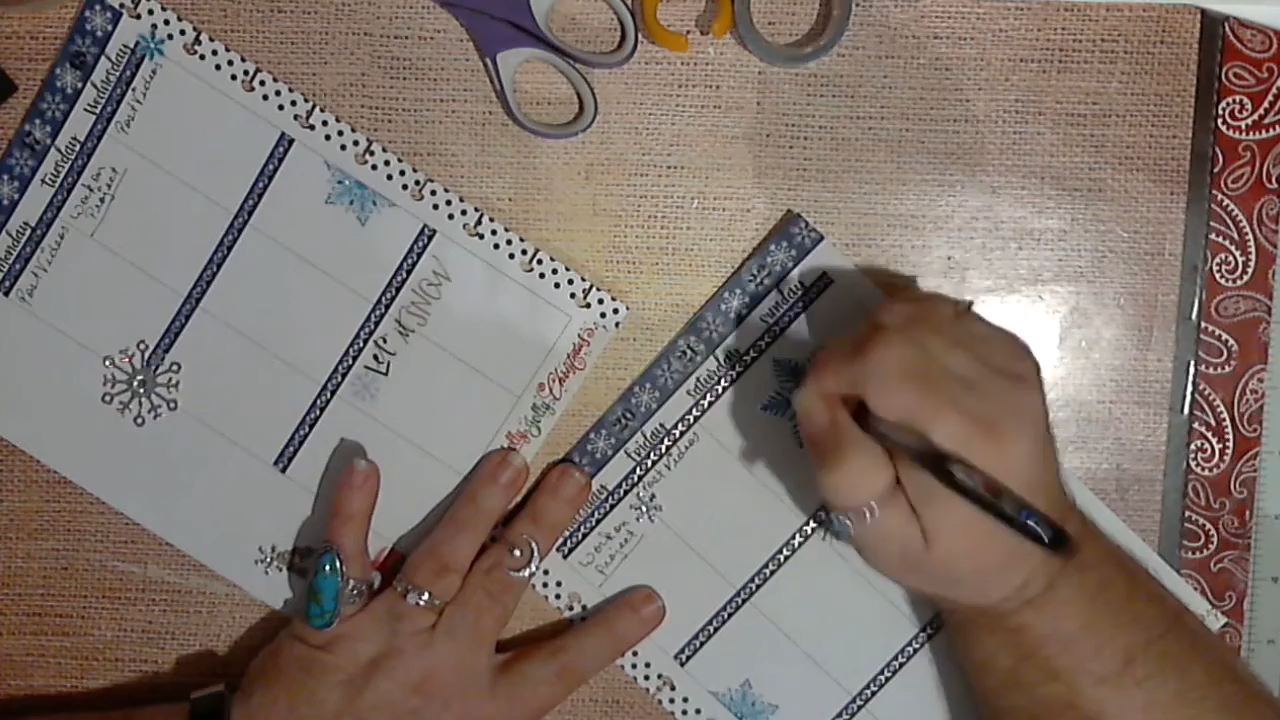 monday
tuesday
wednesday
Post Videos
work on
Project
Post Videos
Let it
SNOW
Holly Jolly Christmas
20
21
22
friday
saturday
sunday
work on
Project
Post Videos